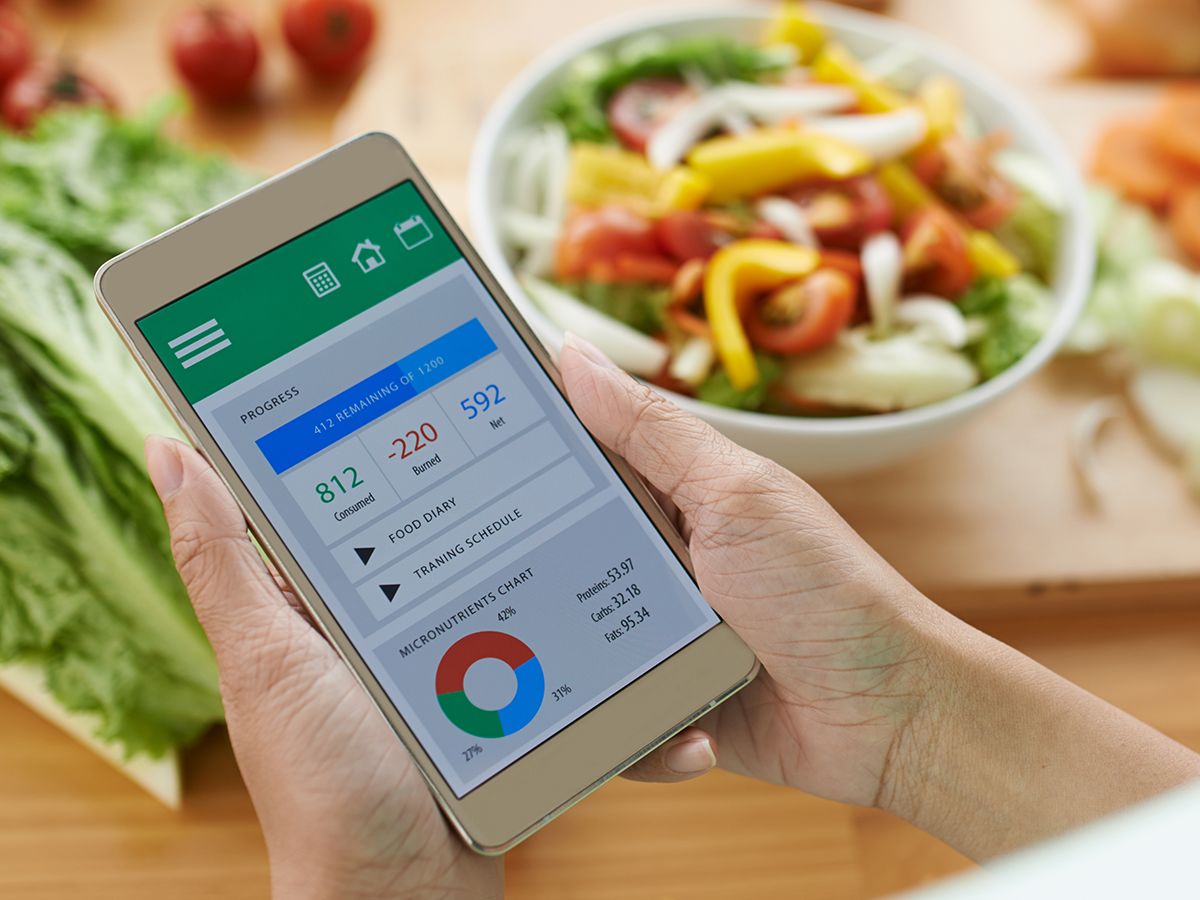 PROGRESS
412 REMAINING OF 1200
812 -220 592
Consumed Burned Net
FOOD DIARY
TRANING SCHEDULE
MICRONUTRIENTS CHART
42%
31%
27%
Proteins: 53.97
Carbs: 32.18
Fats: 95.34